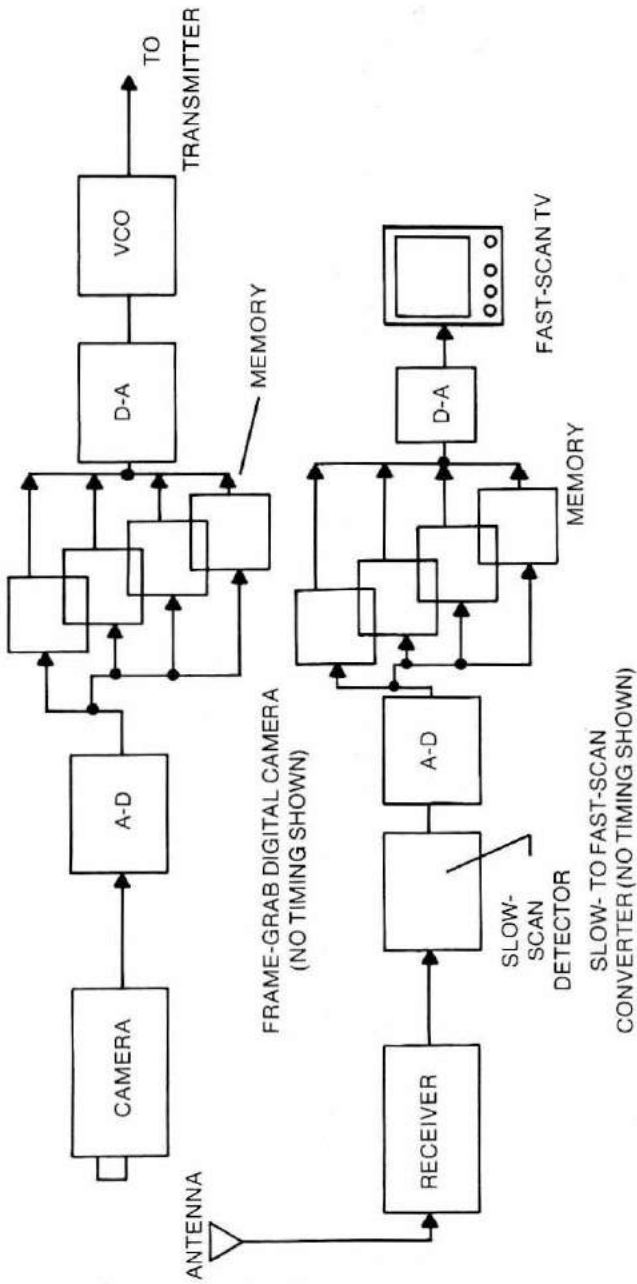 CAMERA
A-D
D-A
VCO
TO
TRANSMITTER
MEMORY
FRAME-GRAB DIGITAL CAMERA
(NO TIMING SHOWN)
ANTENNA
RECEIVER
SLOW-
SCAN
DETECTOR
A-D
D-A
FAST-SCAN TV
MEMORY
SLOW- TO FAST-SCAN
CONVERTER (NO TIMING SHOWN)